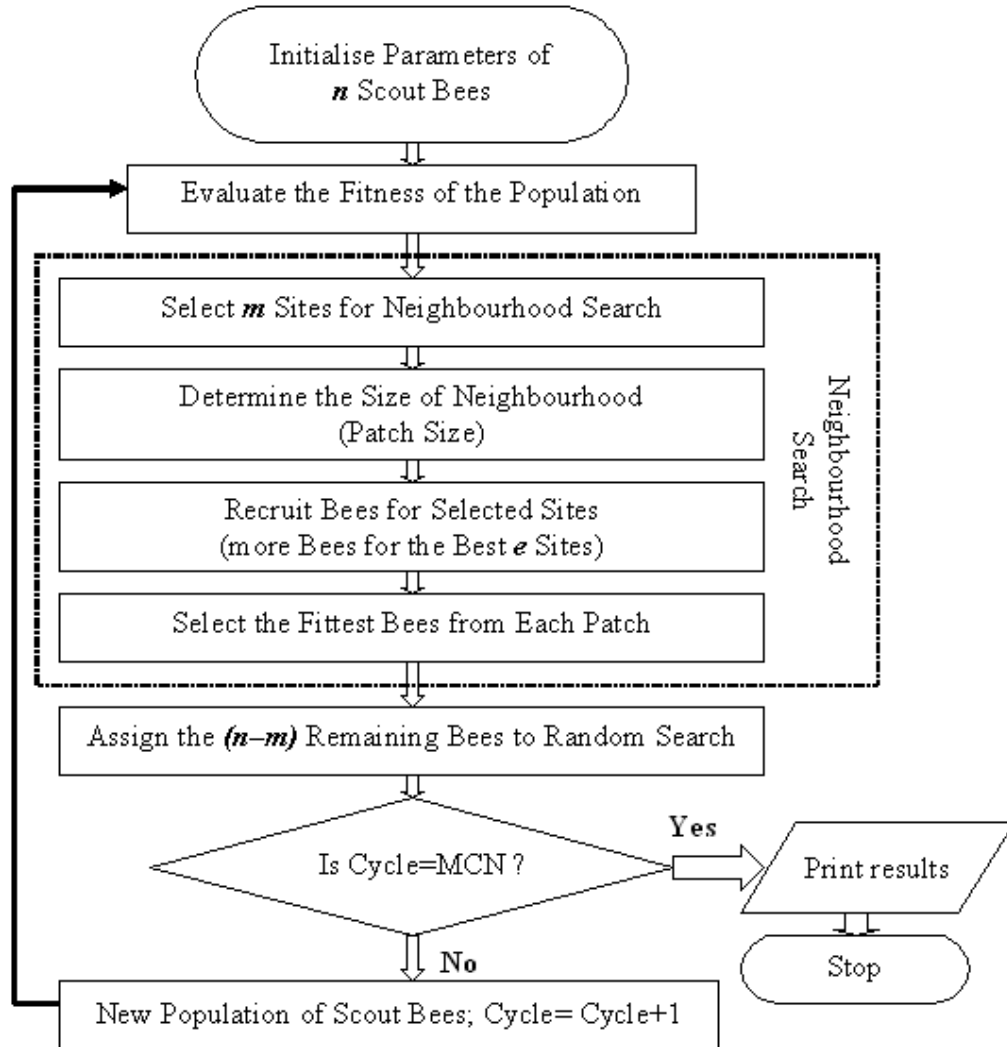 Initialise Parameters of
n Scout Bees
Evaluate the Fitness of the Population
Select m Sites for Neighbourhood Search
Determine the Size of Neighbourhood
(Patch Size)
Recruit Bees for Selected Sites
(more Bees for the Best e Sites)
Select the Fittest Bees from Each Patch
Neighbourhood
Search
Assign the (n–m) Remaining Bees to Random Search
Is Cycle=MCN ?
Yes
Print results
Stop
No
New Population of Scout Bees; Cycle= Cycle+1